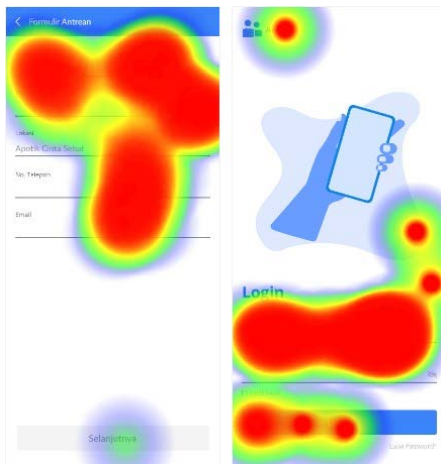 Formulir Antrean
Lokasi
Apotik Cinta Sehat
No. Telepon
Email
Selanjutnya
Login
Lupa Password?